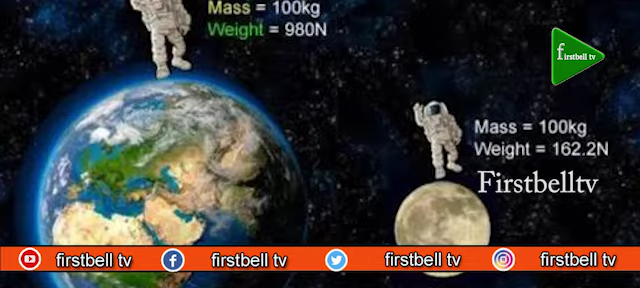 Mass = 100kg
Weight = 980N
firstbell tv
Mass = 100kg
Weight = 162.2N
Firstbelltv
firstbell tv firstbell tv firstbell tv firstbell tv